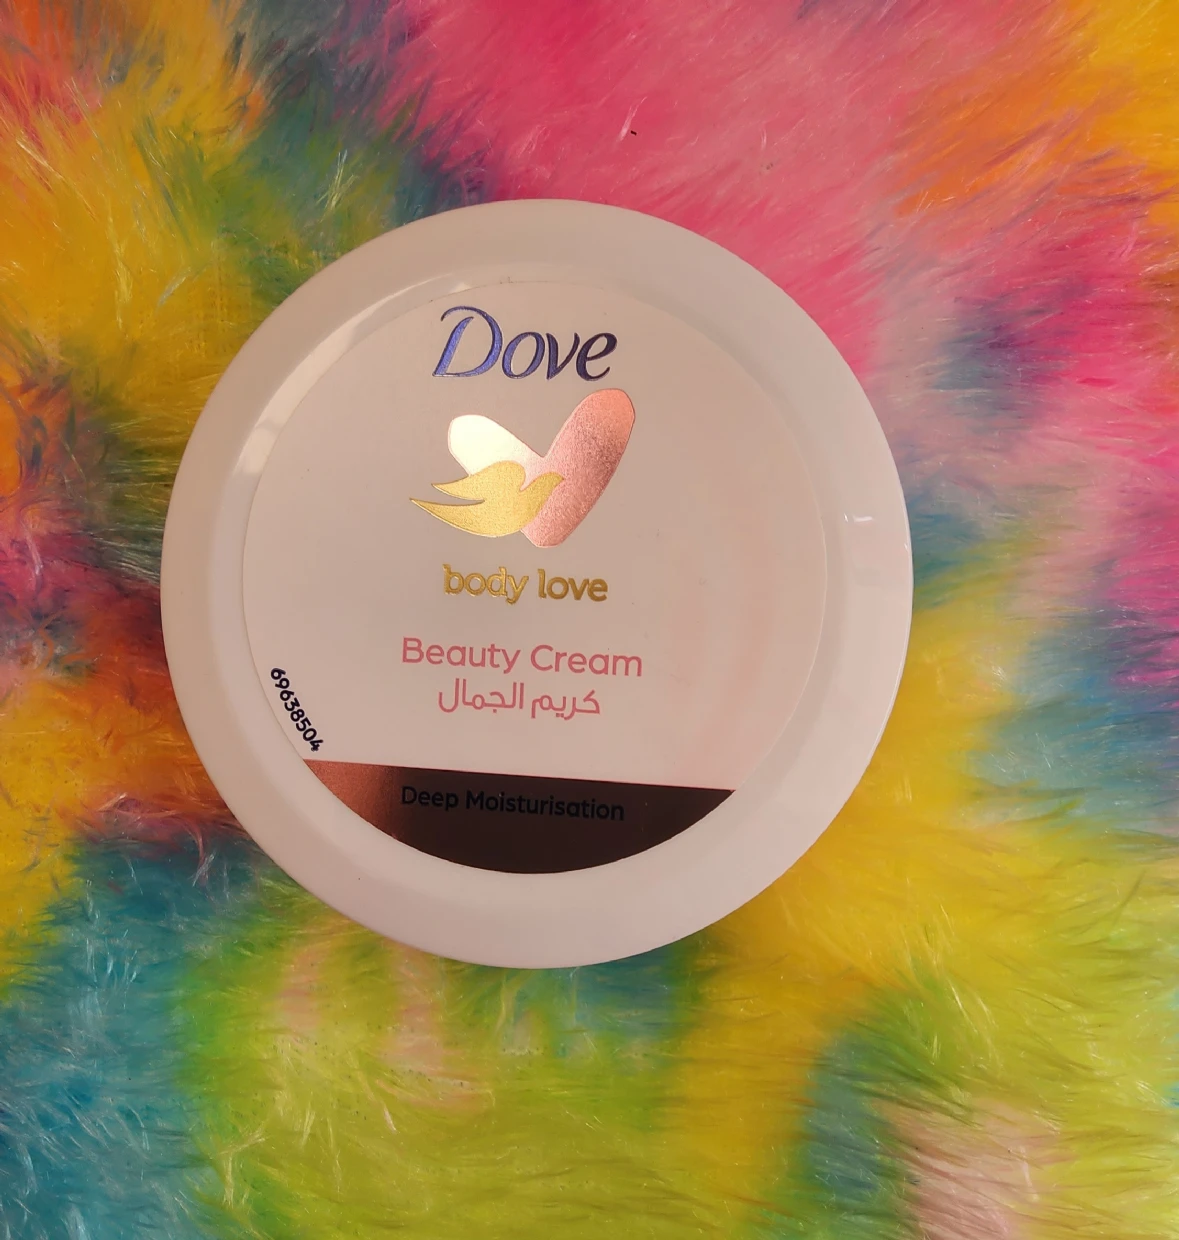 Dove
body love
Beauty Cream
كريم الجمال
69638504
Deep Moisturisation